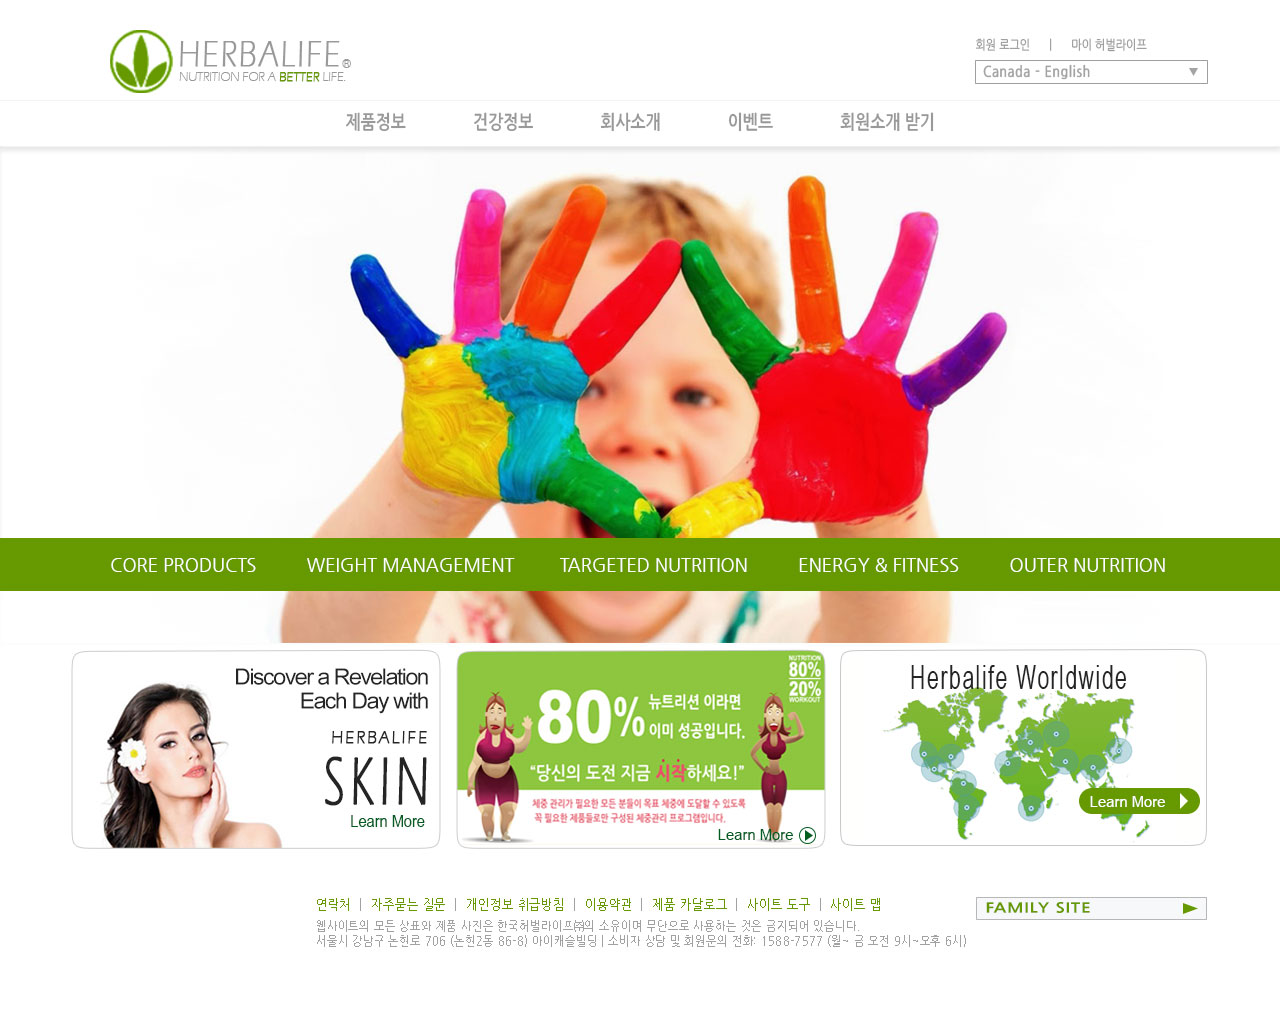 HERBALIFE®
NUTRITION FOR A BETTER LIFE.
회원 로그인 | 마이 허벌라이프
Canada - English
제품정보 건강정보 회사소개 이벤트 회원소개 받기
CORE PRODUCTS WEIGHT MANAGEMENT TARGETED NUTRITION ENERGY & FITNESS OUTER NUTRITION
Discover a Revelation
Each Day with
HERBALIFE
SKIN
Learn More
NUTRITION
80%
20%
WORKOUT
80% 뉴트리션 이라면
이미 성공입니다.
“당신의 도전 지금 시작하세요!”
체중 관리가 필요한 모든 분들이 목표 체중에 도달할 수 있도록
꼭 필요한 제품들로만 구성된 체중관리 프로그램입니다.
Learn More
Herbalife Worldwide
Learn More
연락처 | 자주묻는 질문 | 개인정보 취급방침 | 이용약관 | 제품 카달로그 | 사이트 도구 | 사이트 맵
웹사이트의 모든 상표와 제품 사진은 한국허벌라이프㈜의 소유이며 무단으로 사용하는 것은 금지되어 있습니다.
서울시 강남구 논현로 706 (논현2동 86-8) 아이캐슬빌딩 | 소비자 상담 및 회원문의 전화: 1588-7577 (월~ 금 오전 9시~오후 6시)
FAMILY SITE